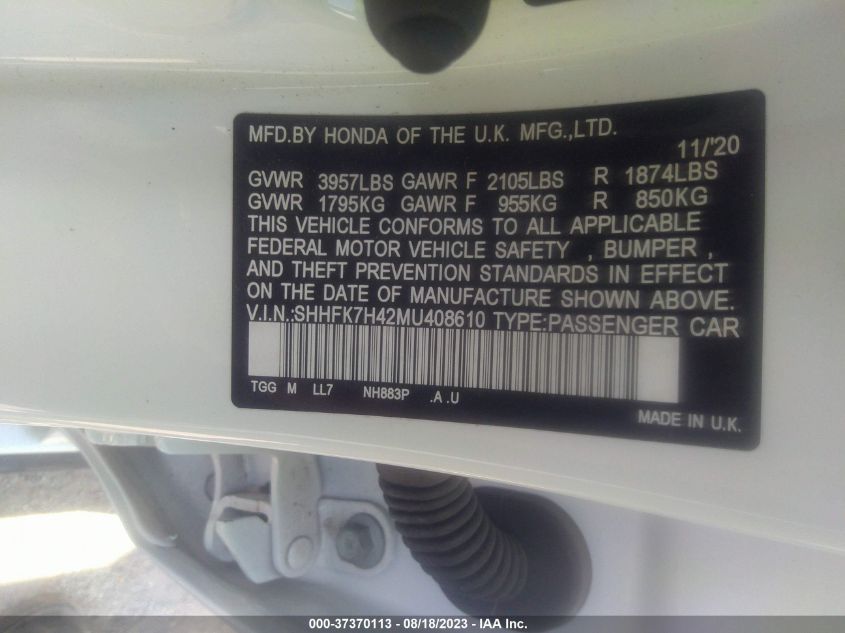 MFD.BY HONDA OF THE U.K. MFG.,LTD.
11/'20
GVWR 3957LBS GAWR F 2105LBS R 1874LBS
GVWR 1795KG GAWR F 955KG R 850KG
THIS VEHICLE CONFORMS TO ALL APPLICABLE
FEDERAL MOTOR VEHICLE SAFETY , BUMPER ,
AND THEFT PREVENTION STANDARDS IN EFFECT
ON THE DATE OF MANUFACTURE SHOWN ABOVE.
V.I.N.:SHHFK7H42MU408610 TYPE:PASSENGER CAR
TGG M LL7 NH883P .A .U
MADE IN U.K.
000-37370113 - 08/18/2023 - IAA Inc.